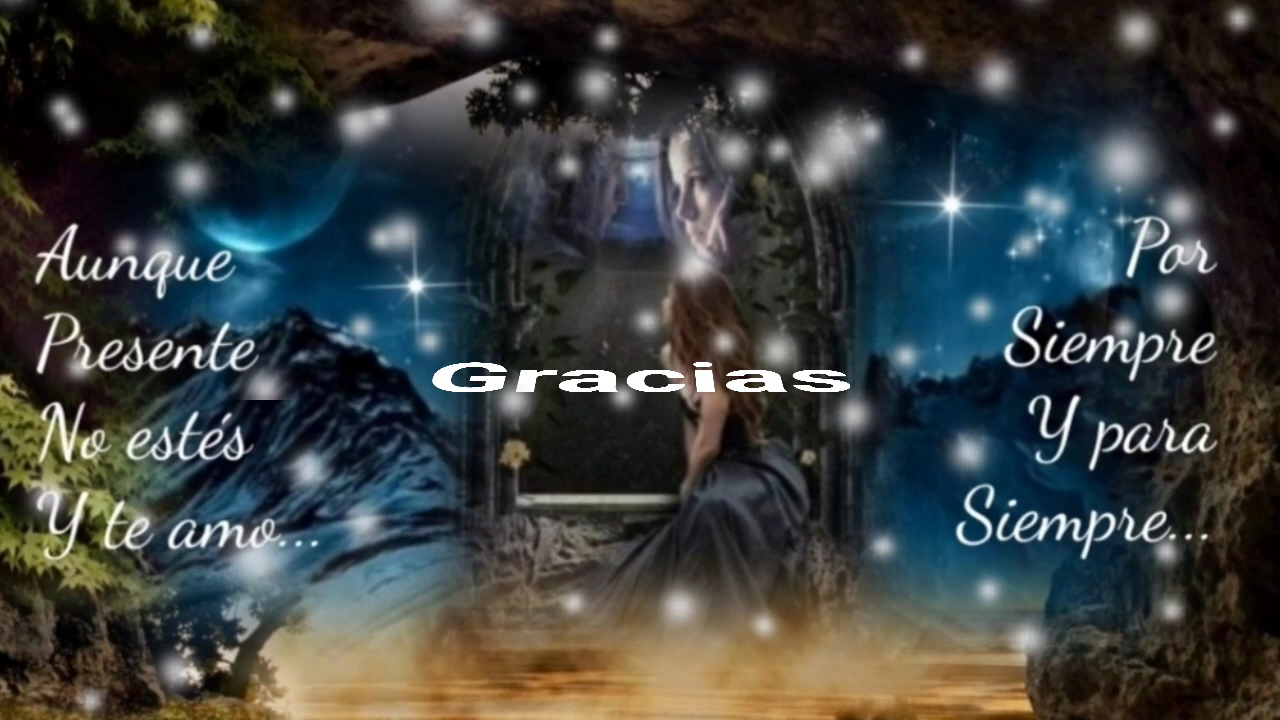 Aunque
Presente
No estés
Y te amo...
Gracias
Por
Siempre
Y para
Siempre...